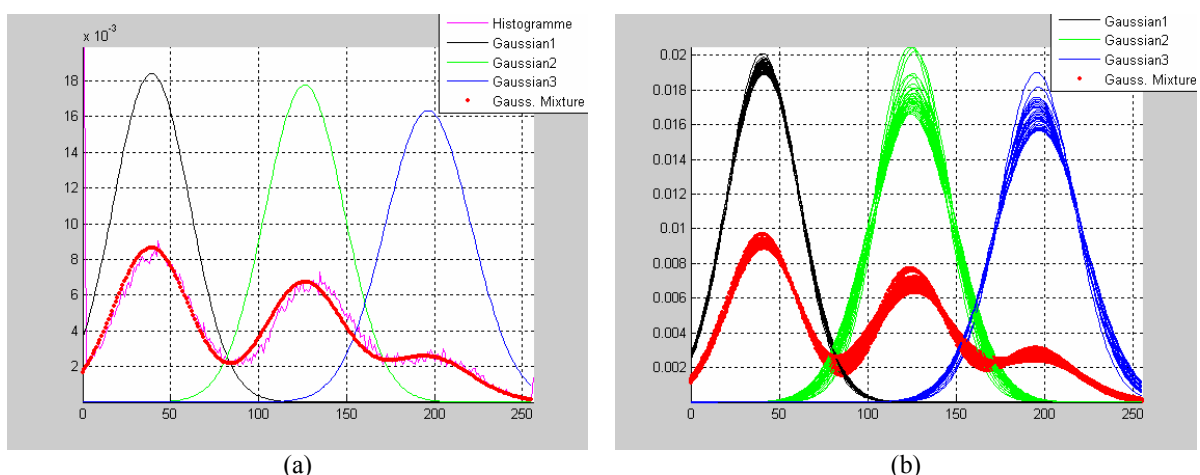 Histogramme
Gaussian1
Gaussian2
Gaussian3
Gauss. Mixture
x 10⁻³
18
16
14
12
10
8
6
4
2
0 50 100 150 200 250
(a)
Gaussian1
Gaussian2
Gaussian3
Gauss. Mixture
0.02
0.018
0.016
0.014
0.012
0.01
0.008
0.006
0.004
0.002
0 50 100 150 200 250
(b)